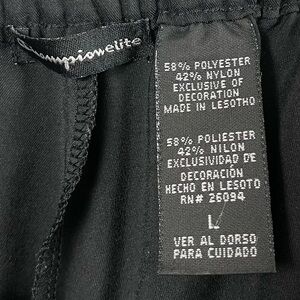 Championelite
58% POLYESTER
42% NYLON
EXCLUSIVE OF
DECORATION
MADE IN LESOTHO
58% POLIESTER
42% NILON
EXCLUSIVIDAD DE
DECORACIÓN
HECHO EN LESOTO
RN# 26094
L
VER AL DORSO
PARA CUIDADO